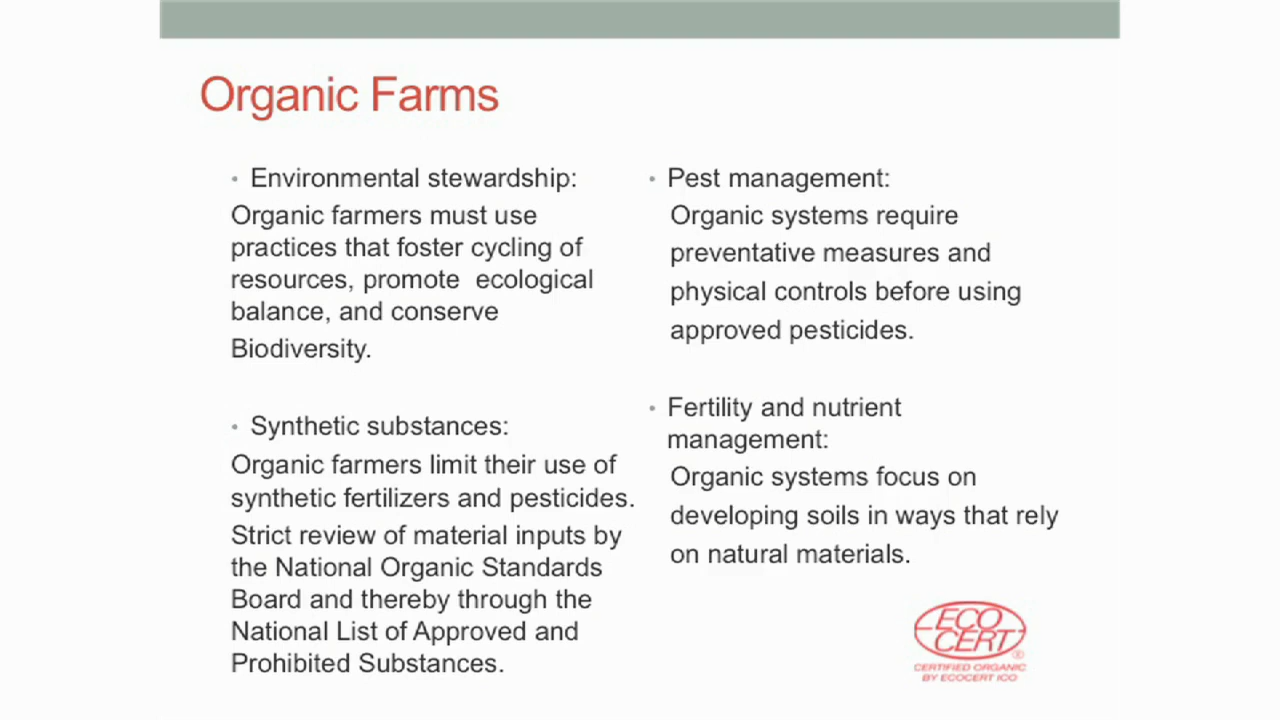 Organic Farms
• Environmental stewardship:
Organic farmers must use
practices that foster cycling of
resources, promote ecological
balance, and conserve
Biodiversity.
• Synthetic substances:
Organic farmers limit their use of
synthetic fertilizers and pesticides.
Strict review of material inputs by
the National Organic Standards
Board and thereby through the
National List of Approved and
Prohibited Substances.
• Pest management:
Organic systems require
preventative measures and
physical controls before using
approved pesticides.
• Fertility and nutrient
management:
Organic systems focus on
developing soils in ways that rely
on natural materials.
ECO
CERT
®
CERTIFIED ORGANIC
BY ECOCERT ICO